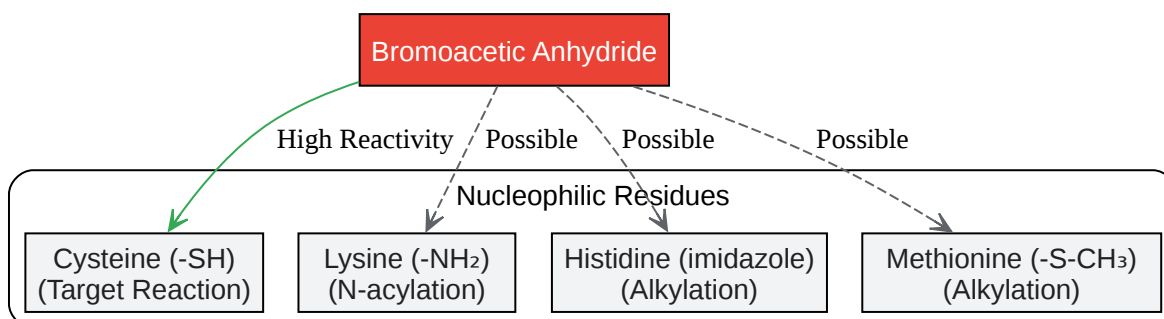 Bromoacetic Anhydride
High Reactivity
Possible
Possible
Possible
Nucleophilic Residues
Cysteine (-SH)
(Target Reaction)
Lysine (-NH₂)
(N-acylation)
Histidine (imidazole)
(Alkylation)
Methionine (-S-CH₃)
(Alkylation)